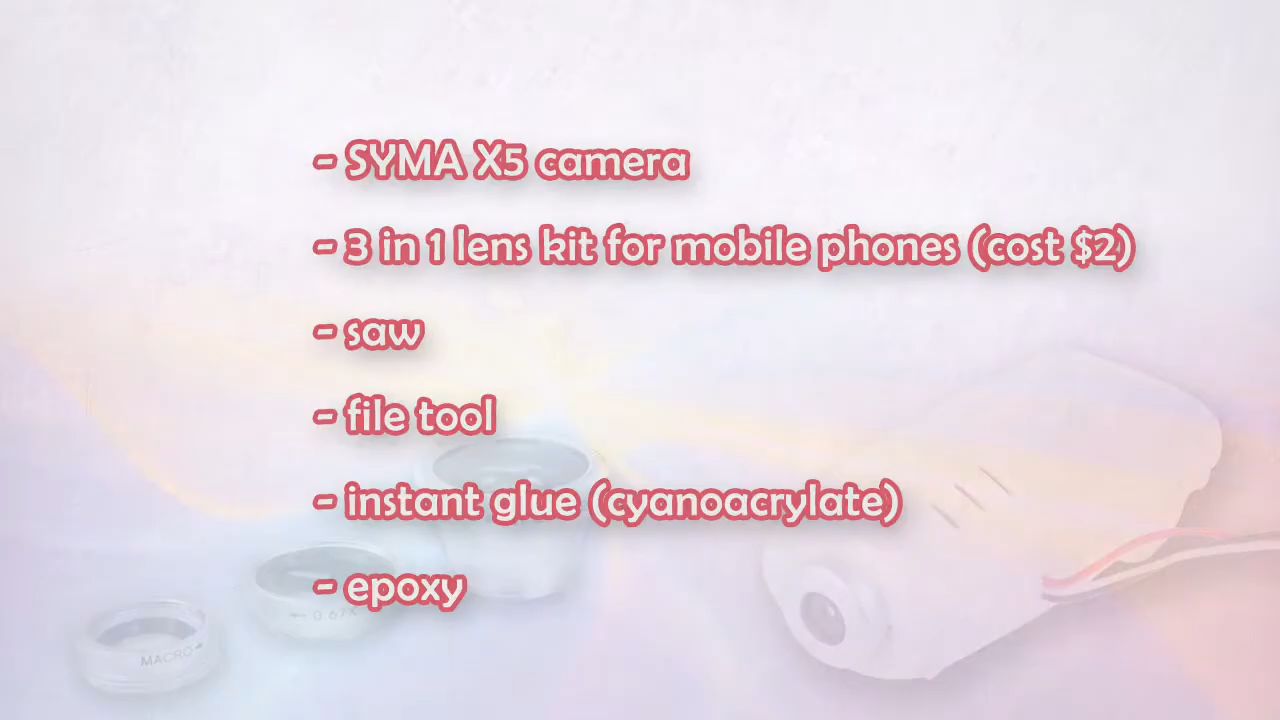 - SYMA X5 camera
- 3 in 1 lens kit for mobile phones (cost $2)
- saw
- file tool
- instant glue (cyanoacrylate)
- epoxy
0.67X
MACRO